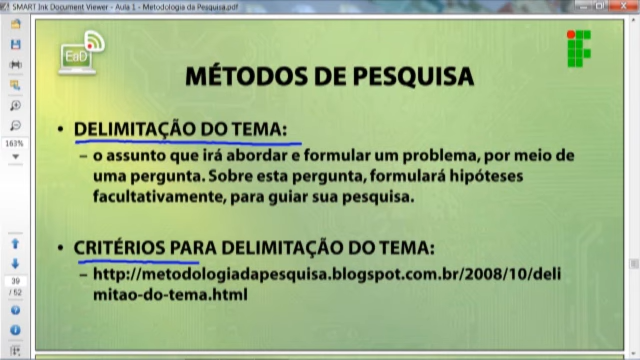 SMART Ink Document Viewer - Aula 1 - Metodologia da Pesquisa.pdf
EaD
MÉTODOS DE PESQUISA
• DELIMITAÇÃO DO TEMA:
– o assunto que irá abordar e formular um problema, por meio de
uma pergunta. Sobre esta pergunta, formulará hipóteses
facultativamente, para guiar sua pesquisa.
• CRITÉRIOS PARA DELIMITAÇÃO DO TEMA:
– http://metodologiadapesquisa.blogspot.com.br/2008/10/deli
mitao-do-tema.html
163%
39
/ 52